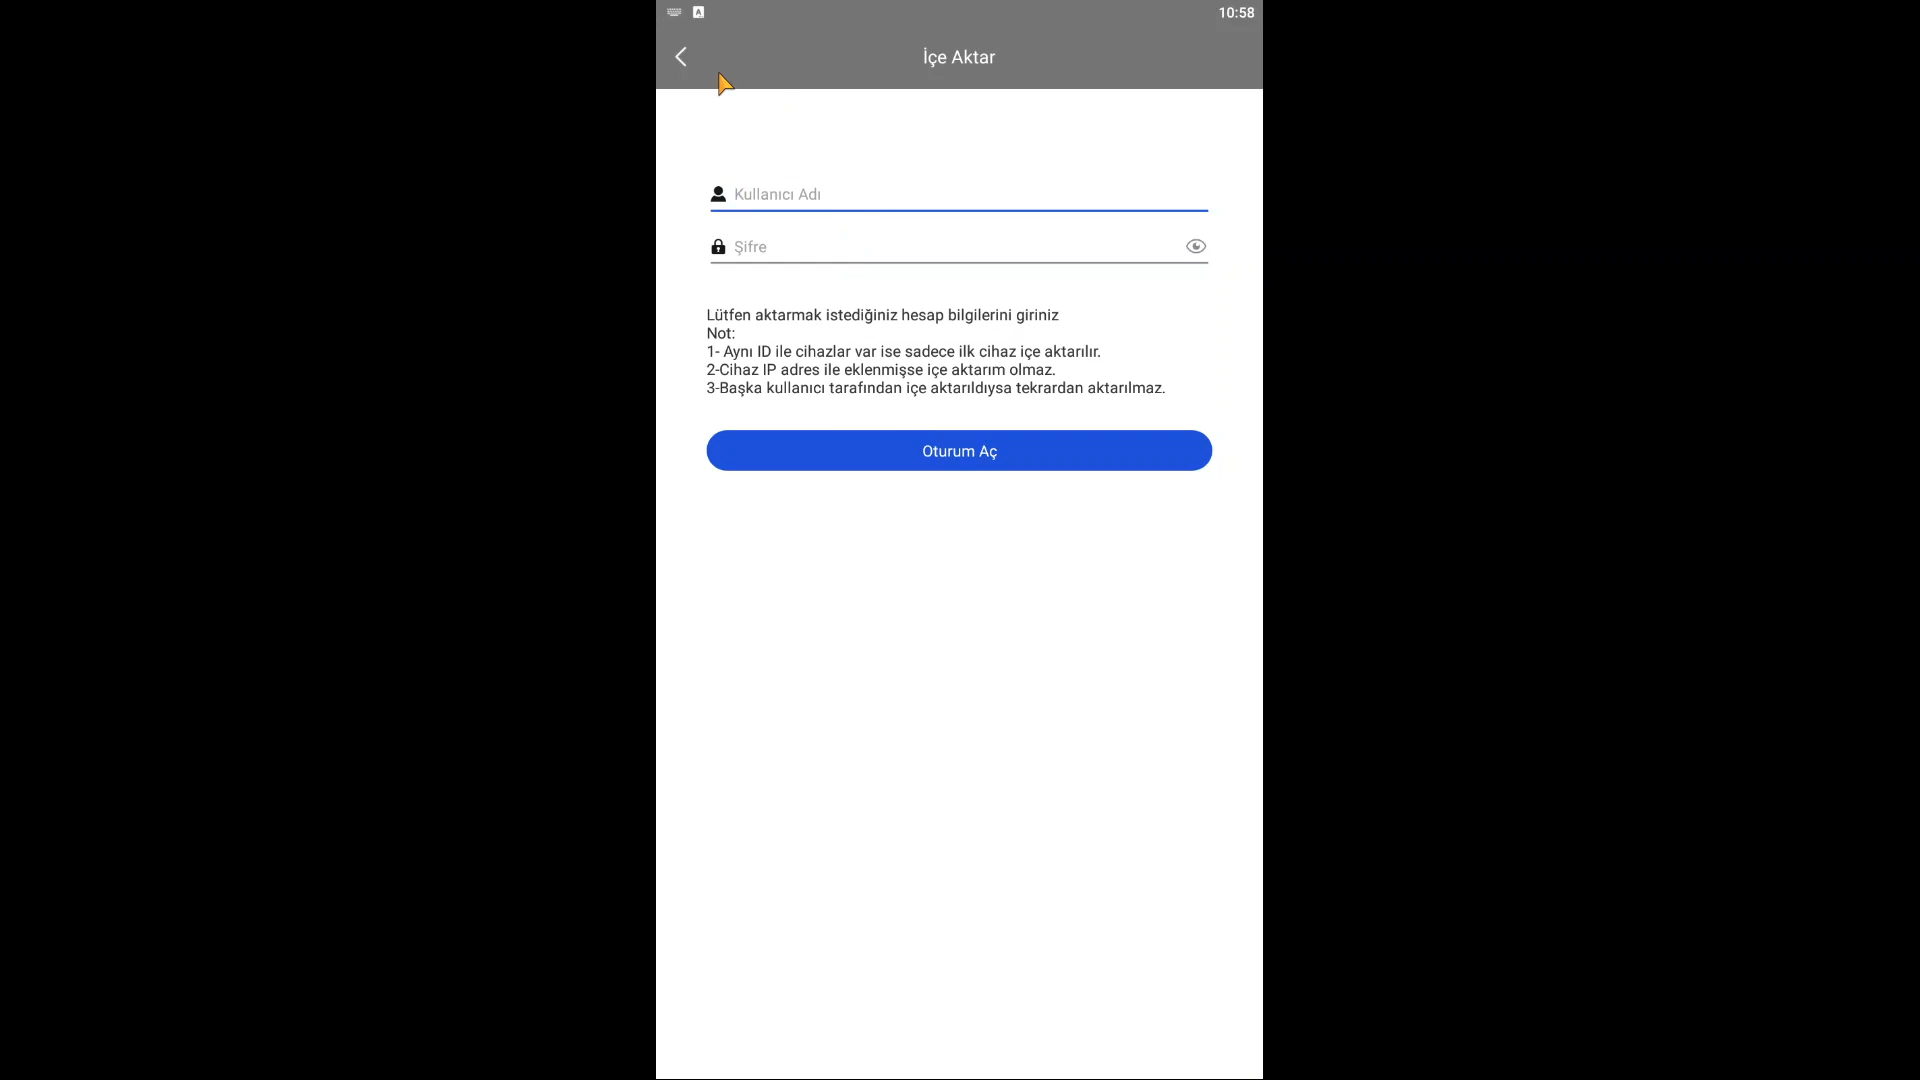 A
10:58
İçe Aktar
Kullanıcı Adı
Şifre
Lütfen aktarmak istediğiniz hesap bilgilerini giriniz
Not:
1- Aynı ID ile cihazlar var ise sadece ilk cihaz içe aktarılır.
2-Cihaz IP adres ile eklenmişse içe aktarım olmaz.
3-Başka kullanıcı tarafından içe aktarıldıysa tekrardan aktarılmaz.
Oturum Aç